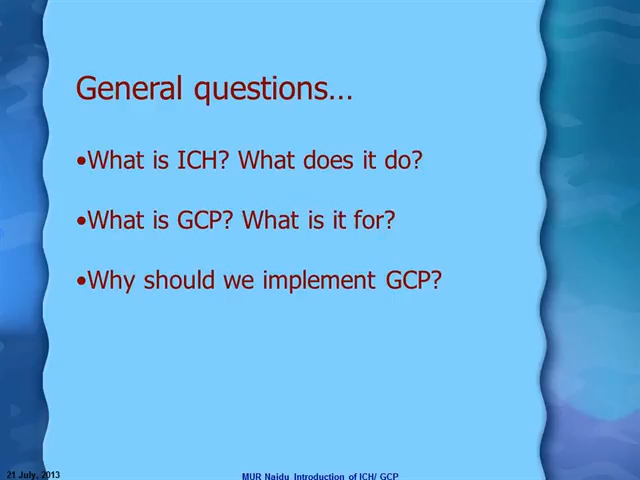 General questions...
•What is ICH? What does it do?
•What is GCP? What is it for?
•Why should we implement GCP?
21 July, 2013
MUR Naidu Introduction of ICH/ GCP